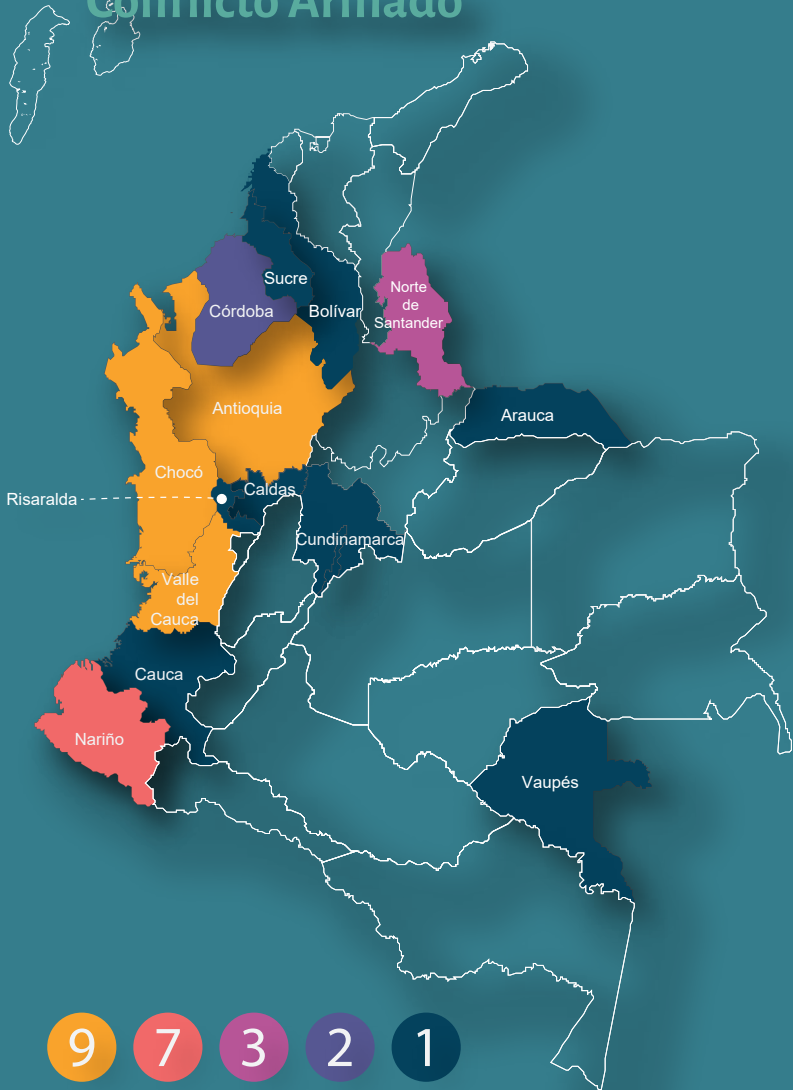 Conflicto Armado
Sucre
Córdoba
Bolívar
Norte
de
Santander
Antioquia
Arauca
Chocó
Caldas
Risaralda
Cundinamarca
Valle
del
Cauca
Cauca
Nariño
Vaupés
9 7 3 2 1